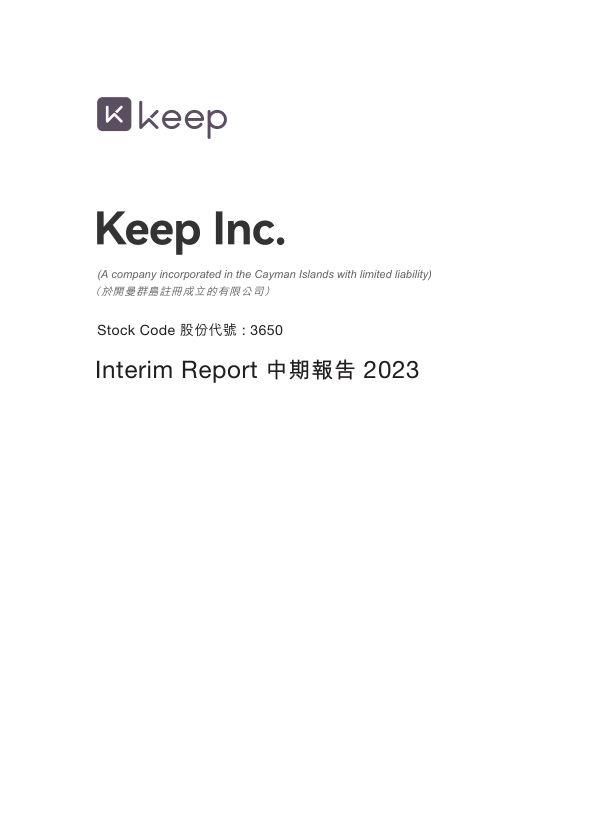 K keep
Keep Inc.
(A company incorporated in the Cayman Islands with limited liability)
（於開曼群島註冊成立的有限公司）
Stock Code 股份代號 : 3650
Interim Report 中期報告 2023